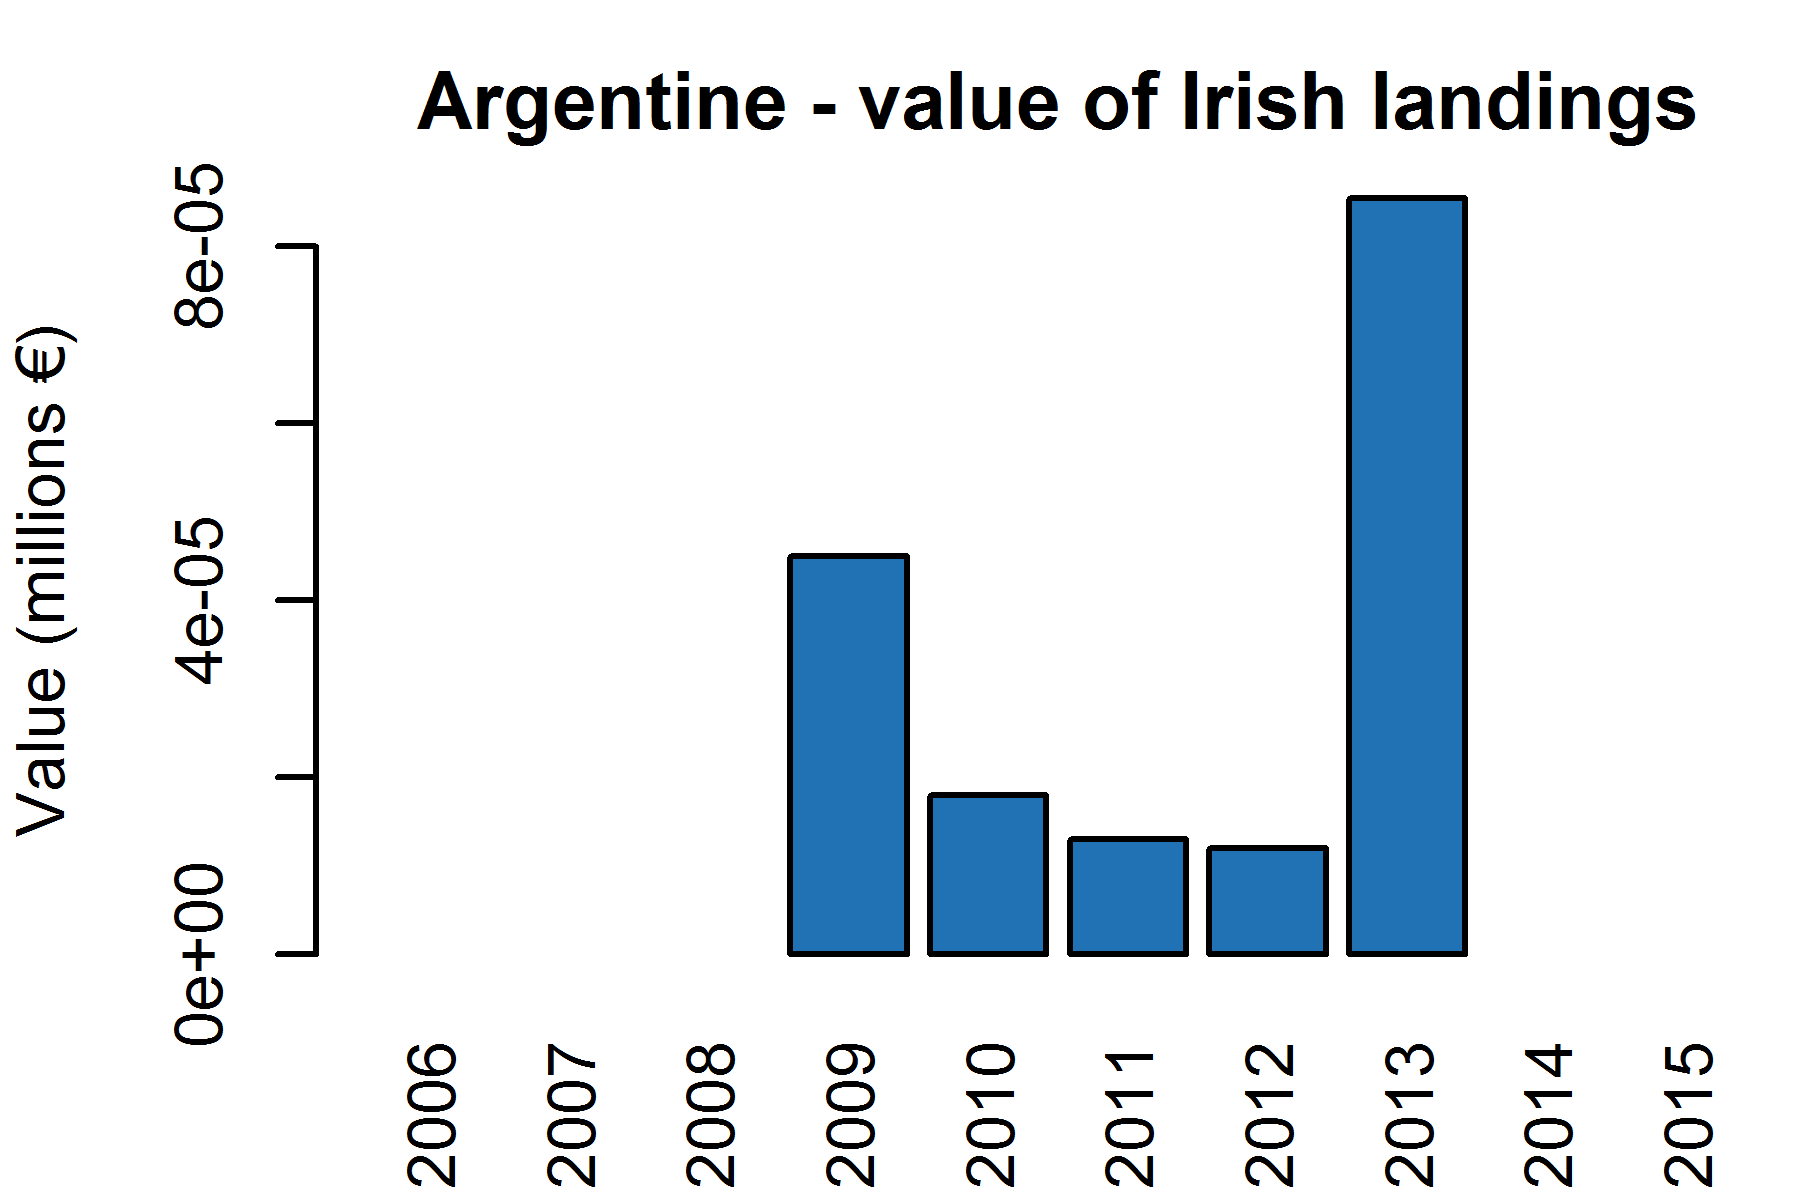 Argentine - value of Irish landings
Value (millions €)
8e-05
4e-05
0e+00
2006
2007
2008
2009
2010
2011
2012
2013
2014
2015